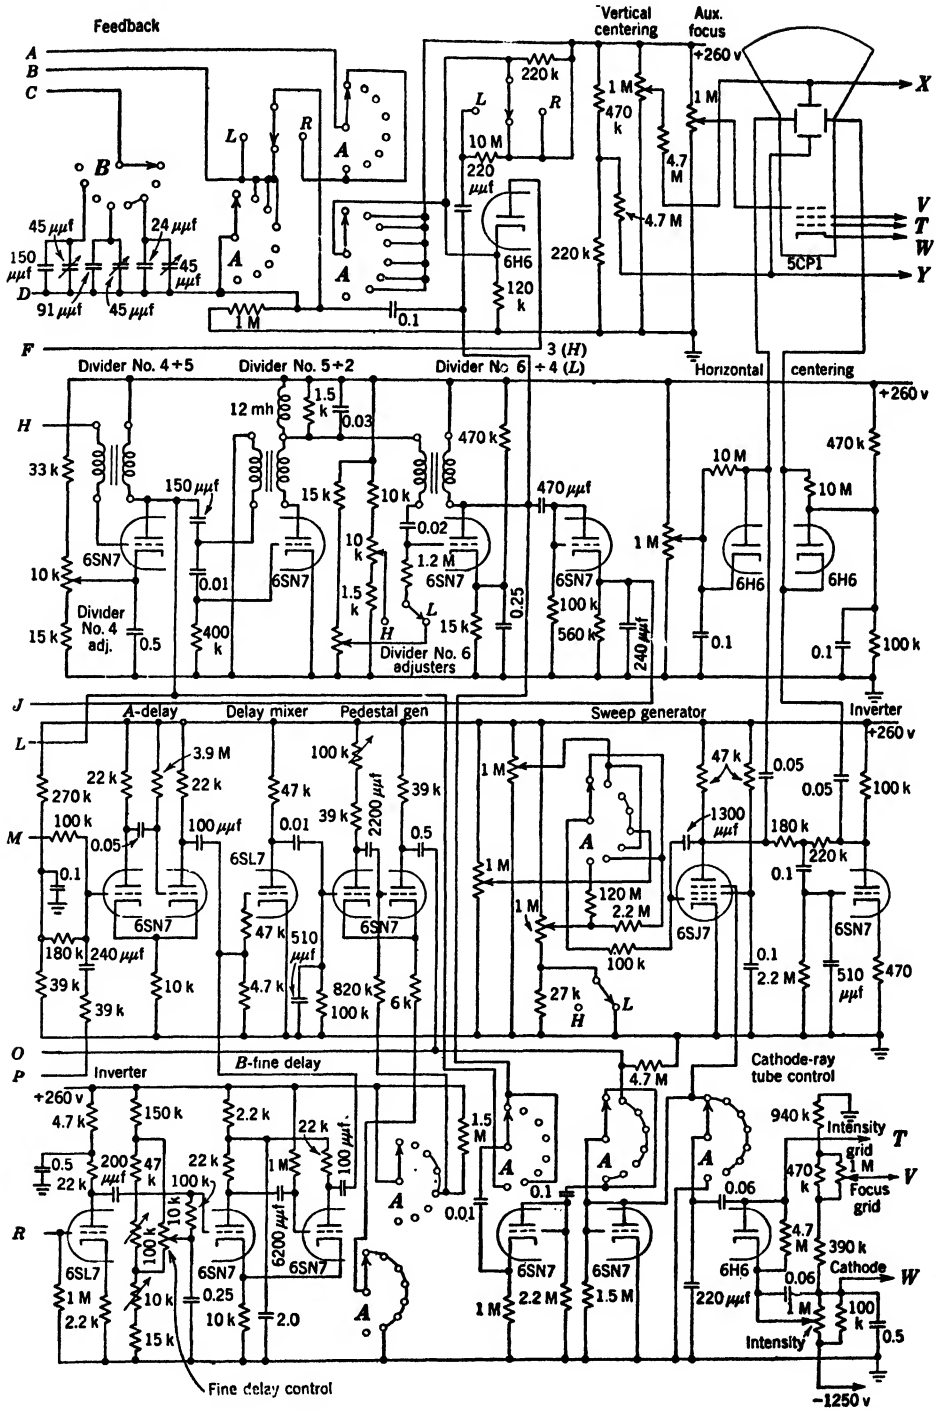 Feedback
Vertical centering
Aux. focus
+260 v
A
B
C
X
220 k
1 M
470 k
1 M
L
R
L
R
A
10 M
220 μμf
4.7 M
4.7 M
B
45 μμf
24 μμf
150 μμf
45 μμf
91 μμf
45 μμf
A
A
6H6
220 k
V
T
W
5CP1
Y
D
1 M
0.1
120 k
F
3 (H)
Divider No. 4÷5
Divider No. 5÷2
Divider No 6 ÷4 (L)
Horizontal centering
+260 v
12 mh
1.5 k
0.03
H
470 k
470 k
33 k
150 μμf
15 k
10 k
470 μμf
10 M
10 M
0.02
6SN7
6SN7
10 k
1.2 M
6SN7
6SN7
1 M
6H6
6H6
10 k
0.01
Divider No. 4 adj.
0.5
400 k
1.5 k
L
H
15 k
0.25
100 k
560 k
240 μμf
15 k
Divider No. 6 adjusters
0.1
0.1
100 k
J
A-delay
Delay mixer
Pedestal gen
Sweep generator
Inverter
L
+260 v
3.9 M
100 k
1 M
47 k
0.05
0.05
100 k
270 k
22 k
22 k
47 k
39 k
2200 μμf
39 k
1300 μμf
M
100 k
0.05
100 μμf
0.01
0.5
A
180 k
220 k
0.1
6SL7
1 M
120 M
0.1
6SN7
6SN7
1 M
2.2 M
6SJ7
6SN7
180 k
240 μμf
47 k
510 μμf
100 k
0.1
39 k
39 k
10 k
4.7 k
820 k
100 k
6 k
27 k
H
L
2.2 M
510 μμf
470
O
P
Inverter
B-fine delay
4.7 M
Cathode-ray tube control
+260 v
4.7 k
150 k
2.2 k
22 k
100 μμf
1.5 M
940 k
Intensity grid
T
0.5
22 k
200 μμf
47 k
100 k
22 k
1 M
A
A
A
A
470 k
1 M
Focus grid
V
10 k
6200 μμf
0.01
0.1
0.06
R
6SL7
100 k
6SN7
6SN7
6SN7
6SN7
6H6
4.7 M
390 k
Cathode
W
1 M
10 k
0.25
A
0.06
2.2 k
15 k
10 k
2.0
1 M
2.2 M
1.5 M
220 μμf
1 M
100 k
0.5
Intensity
Fine delay control
-1250 v